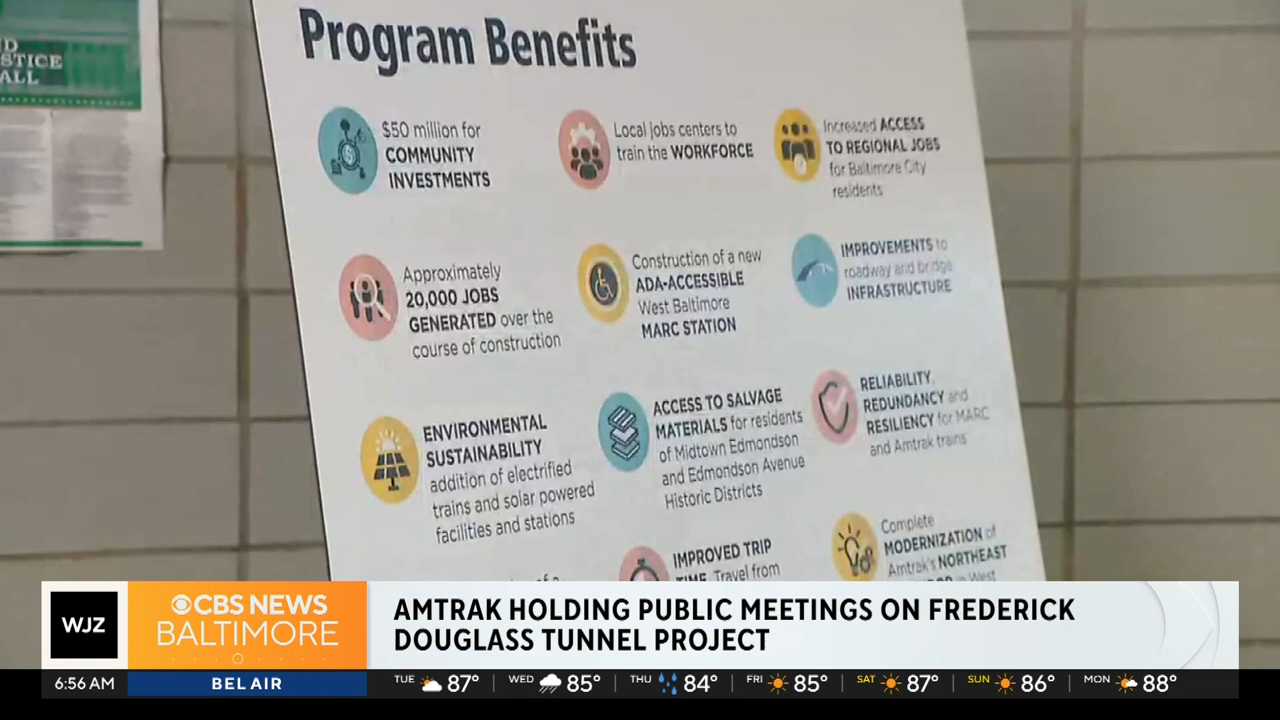 STICE
ALL
Program Benefits
$50 million for
COMMUNITY
INVESTMENTS
Local jobs centers to
train the WORKFORCE
Increased ACCESS
TO REGIONAL JOBS
for Baltimore City
residents
Approximately
20,000 JOBS
GENERATED over the
course of construction
Construction of a new
ADA-ACCESSIBLE
West Baltimore
MARC STATION
IMPROVEMENTS to
roadway and bridge
INFRASTRUCTURE
ENVIRONMENTAL
SUSTAINABILITY
addition of electrified
trains and solar powered
facilities and stations
ACCESS TO SALVAGE
MATERIALS for residents
of Midtown Edmondson
and Edmondson Avenue
Historic Districts
RELIABILITY,
REDUNDANCY and
RESILIENCY for MARC
and Amtrak trains
IMPROVED TRIP
TIME. Travel from
Complete
MODERNIZATION of
Amtrak's NORTHEAST
in West
WJZ
CBS NEWS
BALTIMORE
AMTRAK HOLDING PUBLIC MEETINGS ON FREDERICK
DOUGLASS TUNNEL PROJECT
6:56 AM
BEL AIR
TUE 87° WED 85° THU 84° FRI 85° SAT 87° SUN 86° MON 88°